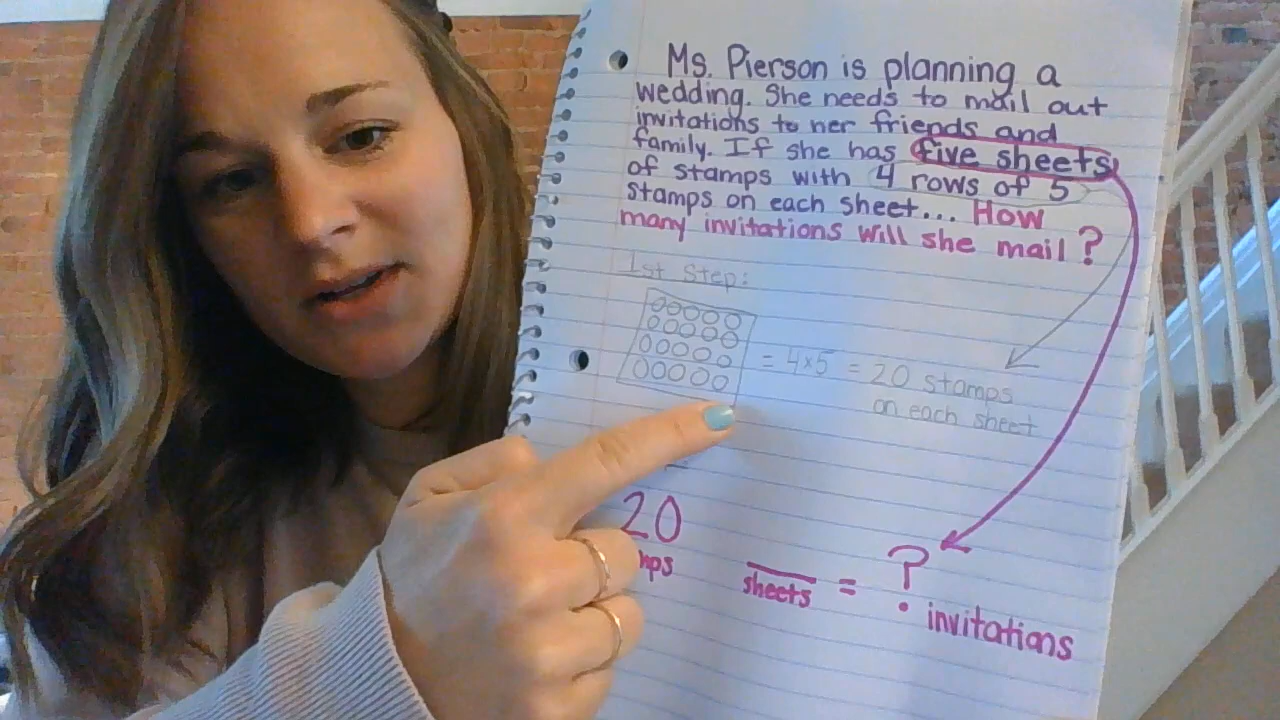 Ms. Pierson is planning a
wedding. She needs to mail out
invitations to her friends and
family. If she has five sheets
of stamps with 4 rows of 5
stamps on each sheet... How
many invitations will she mail?
1st Step:
= 4x5 = 20 stamps
on each sheet
20
sheets = ? invitations